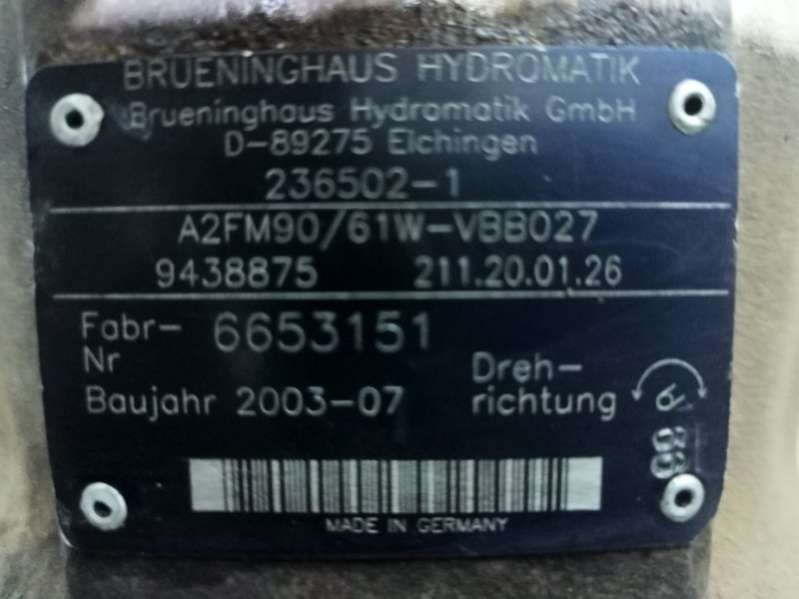 BRUENINGHAUS HYDROMATIK
Brueninghaus Hydromatik GmbH
D-89275 Elchingen
236502-1
A2FM90/61W-VBB027
9438875 211.20.01.26
Fabr-Nr 6653151
Baujahr 2003-07
Dreh-richtung
MADE IN GERMANY